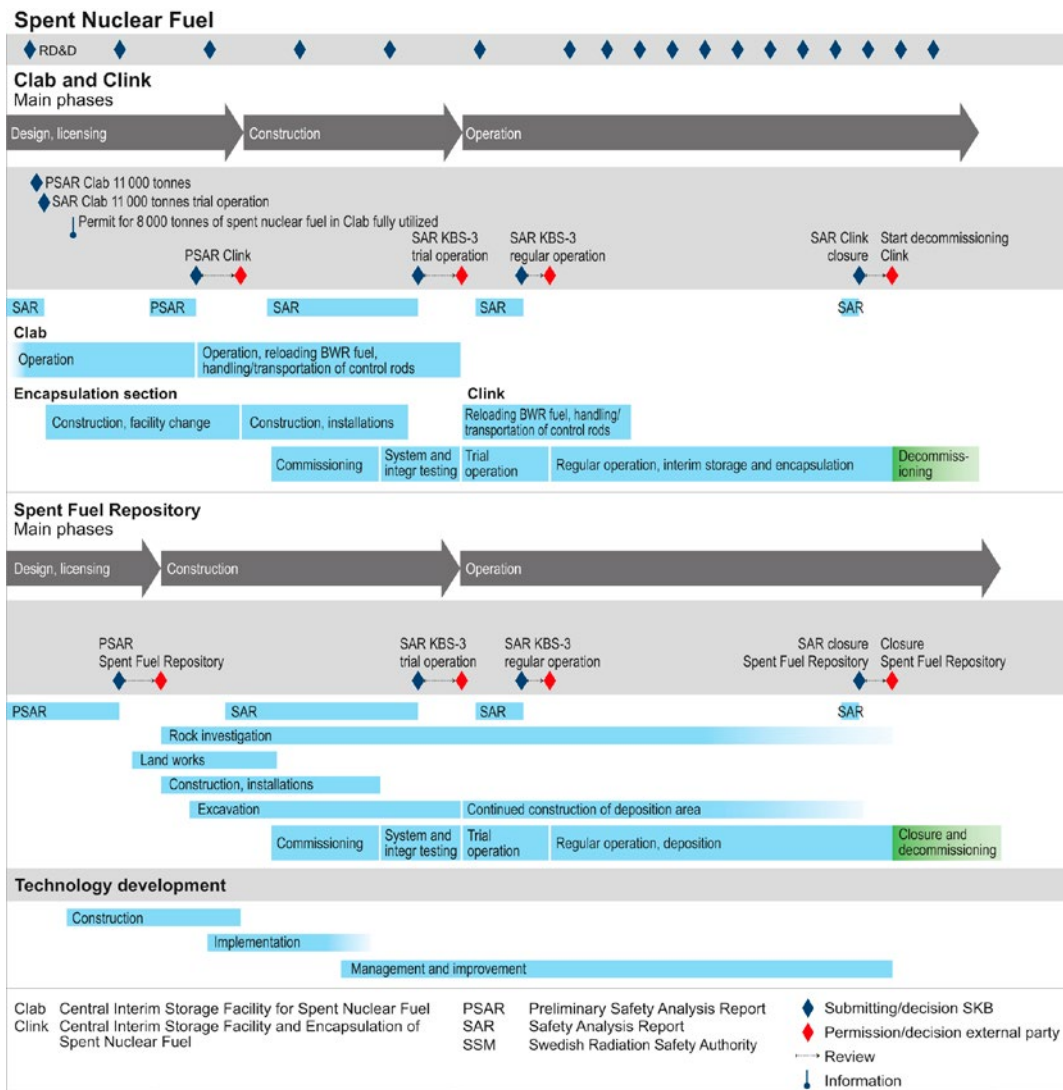 Spent Nuclear Fuel
RD&D
Clab and Clink
Main phases
Design, licensing
Construction
Operation
PSAR Clab 11 000 tonnes
SAR Clab 11 000 tonnes trial operation
Permit for 8 000 tonnes of spent nuclear fuel in Clab fully utilized
PSAR Clink
SAR KBS-3
trial operation
SAR KBS-3
regular operation
SAR Clink
closure
Start decommissioning
Clink
SAR
PSAR
SAR
SAR
SAR
Clab
Operation
Operation, reloading BWR fuel,
handling/transportation of control rods
Encapsulation section
Clink
Construction, facility change
Construction, installations
Reloading BWR fuel, handling/
transportation of control rods
Commissioning
System and
integr testing
Trial
operation
Regular operation, interim storage and encapsulation
Decommiss-
ioning
Spent Fuel Repository
Main phases
Design, licensing
Construction
Operation
PSAR
Spent Fuel Repository
SAR KBS-3
trial operation
SAR KBS-3
regular operation
SAR closure
Spent Fuel Repository
Closure
Spent Fuel Repository
PSAR
SAR
SAR
SAR
Rock investigation
Land works
Construction, installations
Excavation
Continued construction of deposition area
Commissioning
System and
integr testing
Trial
operation
Regular operation, deposition
Closure and
decommissioning
Technology development
Construction
Implementation
Management and improvement
Clab Central Interim Storage Facility for Spent Nuclear Fuel
Clink Central Interim Storage Facility and Encapsulation of
Spent Nuclear Fuel
PSAR Preliminary Safety Analysis Report
SAR Safety Analysis Report
SSM Swedish Radiation Safety Authority
Submitting/decision SKB
Permission/decision external party
Review
Information